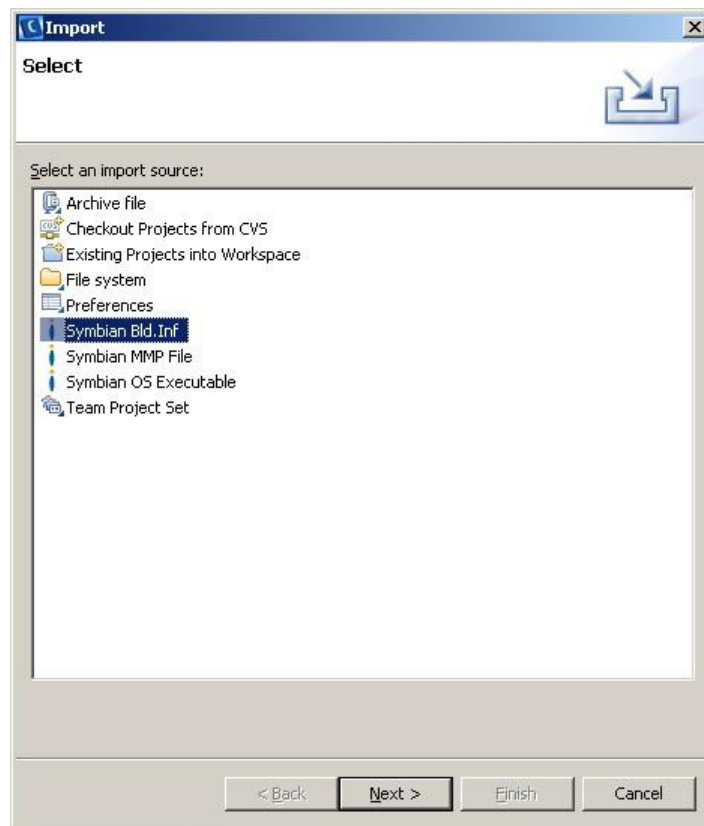 Import
Select
Select an import source:
Archive file
Checkout Projects from CVS
Existing Projects into Workspace
File system
Preferences
Symbian Bld.Inf
Symbian MMP File
Symbian OS Executable
Team Project Set
< Back Next > Finish Cancel